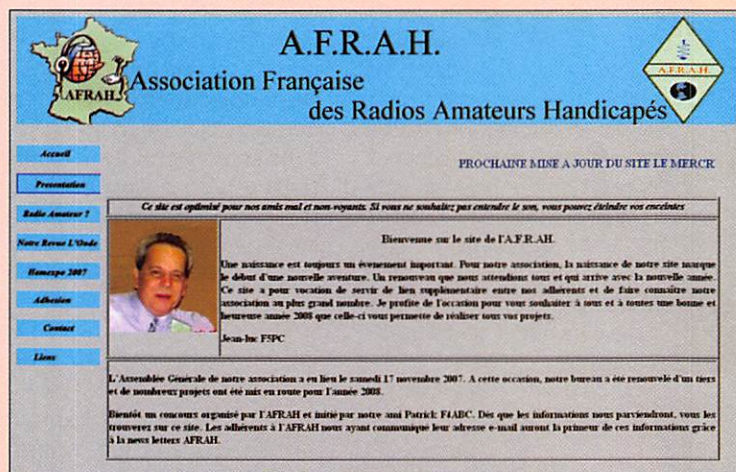 A.F.R.A.H.
Association Française
des Radios Amateurs Handicapés
AFRAH
A.F.R.A.H.
PROCHAINE MISE A JOUR DU SITE LE MERCR
Accueil
Presentation
Radio Amateur ?
Notre Revue L'Onde
Hamexpo 2007
Adhesion
Contact
Liens
Ce site est optimisé pour nos amis mal et non-voyants. Si vous ne souhaitez pas entendre le son, vous pouvez éteindre vos enceintes
Bienvenue sur le site de l'A.F.R.AH.
Une naissance est toujours un évenement important. Pour notre association, la naissance de notre site marque
le début d'une nouvelle aventure. Un renouveau que nous attendions tous et qui arrive avec la nouvelle année.
Ce site a pour vocation de servir de lien supplémentaire entre nos adhérents et de faire connaître notre
association au plus grand nombre. Je profite de l'occasion pour vous souhaiter à tous et à toutes une bonne et
heureuse année 2008 que celle-ci vous permette de réaliser tous vos projets.
Jean-luc F5PC
L'Assemblée Générale de notre association a eu lieu le samedi 17 novembre 2007. A cette occasion, notre bureau a été renouvelé d'un tiers
et de nombreux projets ont été mis en route pour l'année 2008.
Bientôt un concours organisé par l'AFRAH et initié par notre ami Patrick F4ABC. Dès que les informations nous parviendront, vous les
trouverez sur ce site. Les adhérents à l'AFRAH nous ayant communiqué leur adresse e-mail auront la primeur de ces informations grâce
à la news letters AFRAH.